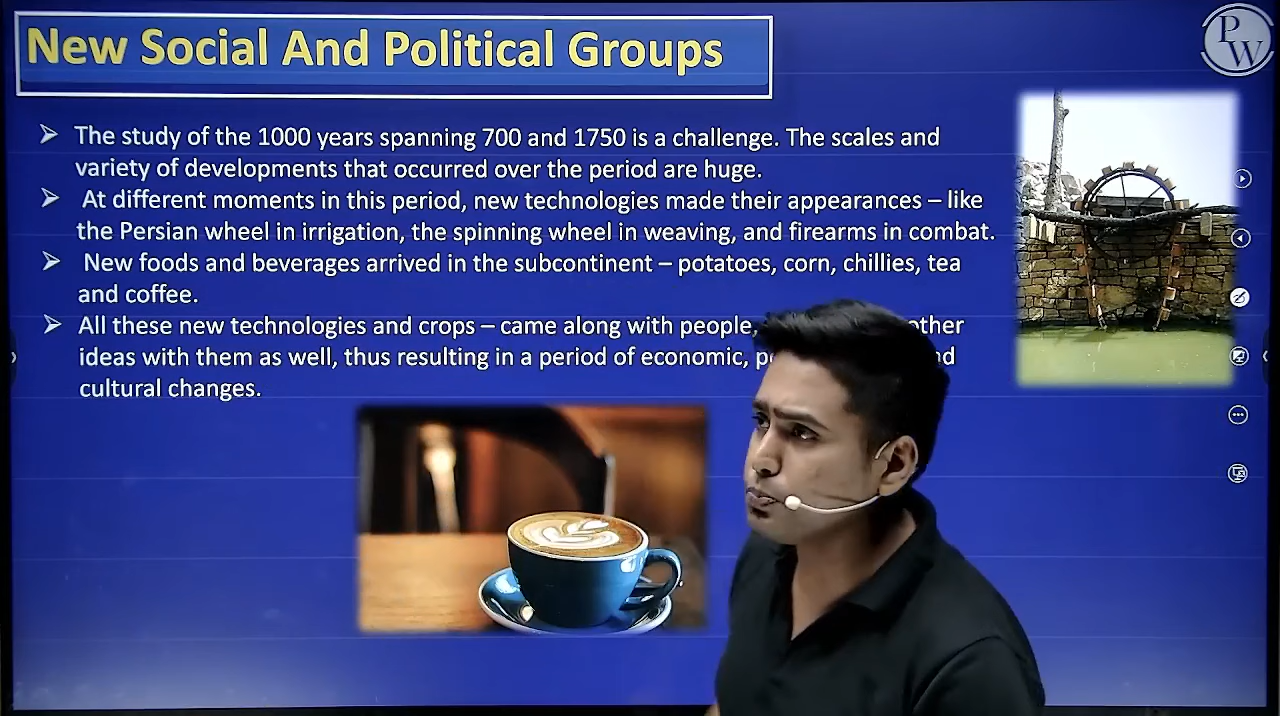 New Social And Political Groups
PW
➢ The study of the 1000 years spanning 700 and 1750 is a challenge. The scales and
variety of developments that occurred over the period are huge.
➢ At different moments in this period, new technologies made their appearances – like
the Persian wheel in irrigation, the spinning wheel in weaving, and firearms in combat.
➢ New foods and beverages arrived in the subcontinent – potatoes, corn, chillies, tea
and coffee.
➢ All these new technologies and crops – came along with people, other
ideas with them as well, thus resulting in a period of economic,
cultural changes.